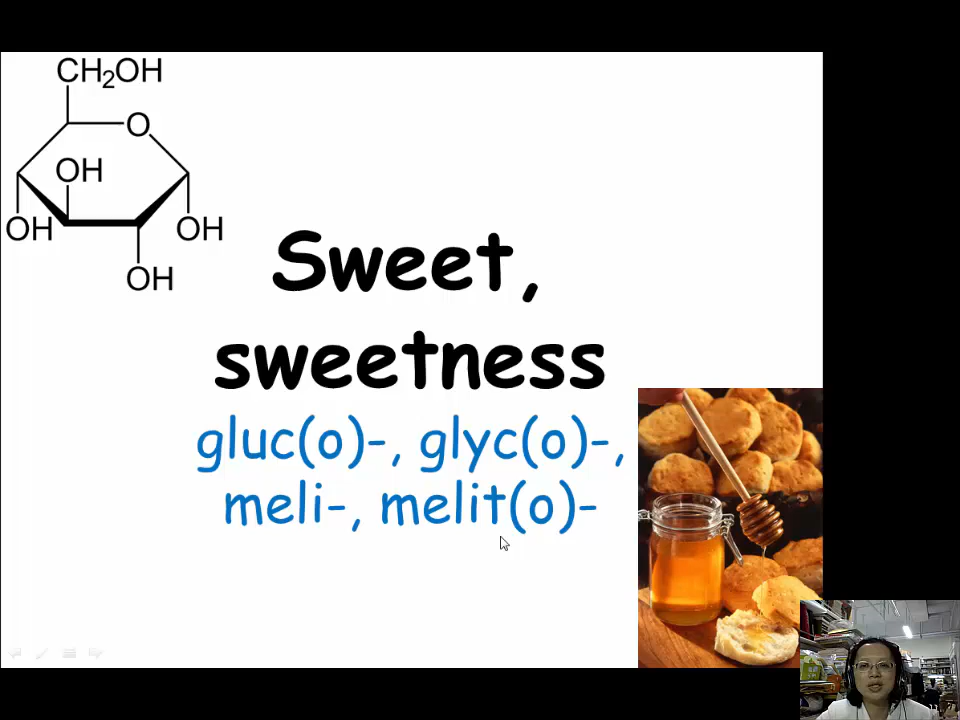 CH2OH
O
OH
OH
OH
OH
Sweet,
sweetness
gluc(o)-, glyc(o)-,
meli-, melit(o)-